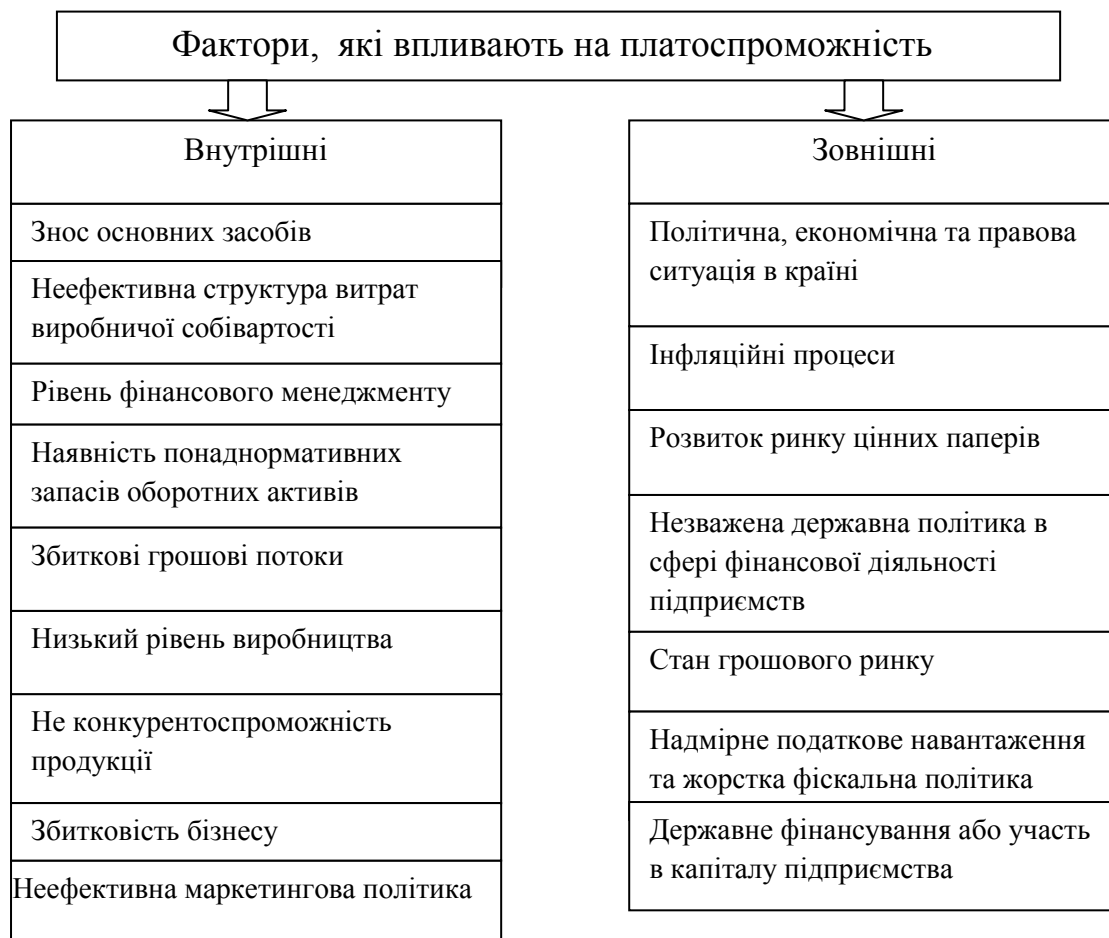 Фактори, які впливають на платоспроможність
Внутрішні
Знос основних засобів
Неефективна структура витрат
виробничої собівартості
Рівень фінансового менеджменту
Наявність понаднормативних
запасів оборотних активів
Збиткові грошові потоки
Низький рівень виробництва
Не конкурентоспроможність
продукції
Збитковість бізнесу
Неефективна маркетингова політика
Зовнішні
Політична, економічна та правова
ситуація в країні
Інфляційні процеси
Розвиток ринку цінних паперів
Незважена державна політика в
сфері фінансової діяльності
підприємств
Стан грошового ринку
Надмірне податкове навантаження
та жорстка фіскальна політика
Державне фінансування або участь
в капіталу підприємства